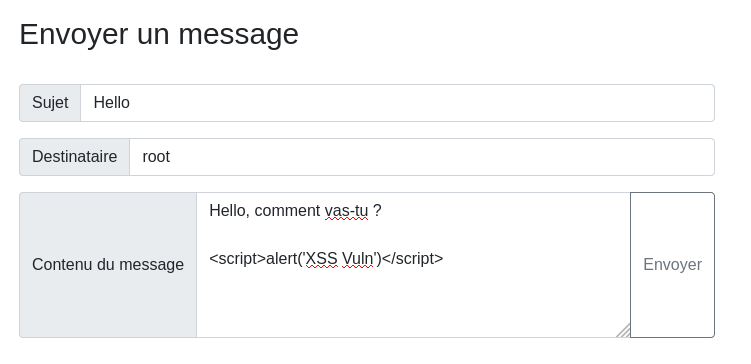 Envoyer un message
Sujet Hello
Destinataire root
Hello, comment vas-tu ?
<script>alert('XSS Vuln')</script>
Contenu du message
Envoyer